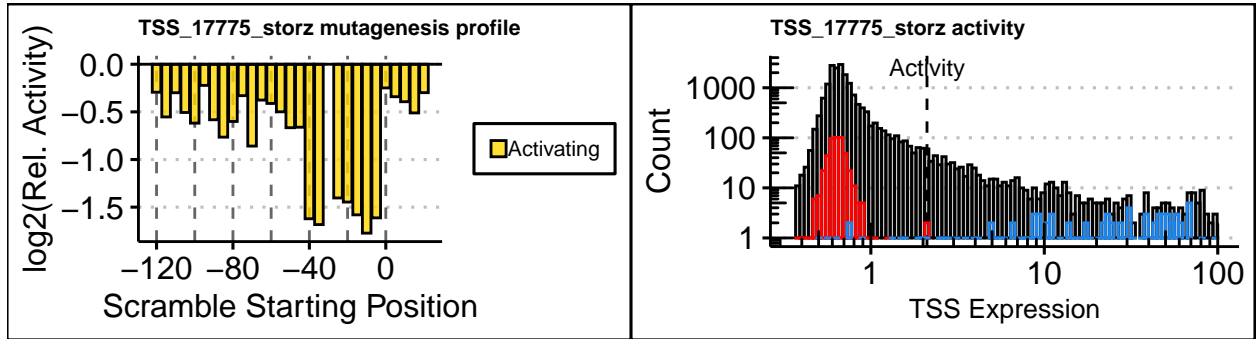 TSS_17775_storz mutagenesis profile
log2(Rel. Activity)
0.0
−0.5
−1.0
−1.5
−120
−80
−40
0
Scramble Starting Position
Activating
TSS_17775_storz activity
Activity
Count
1000
100
10
1
1
10
100
TSS Expression